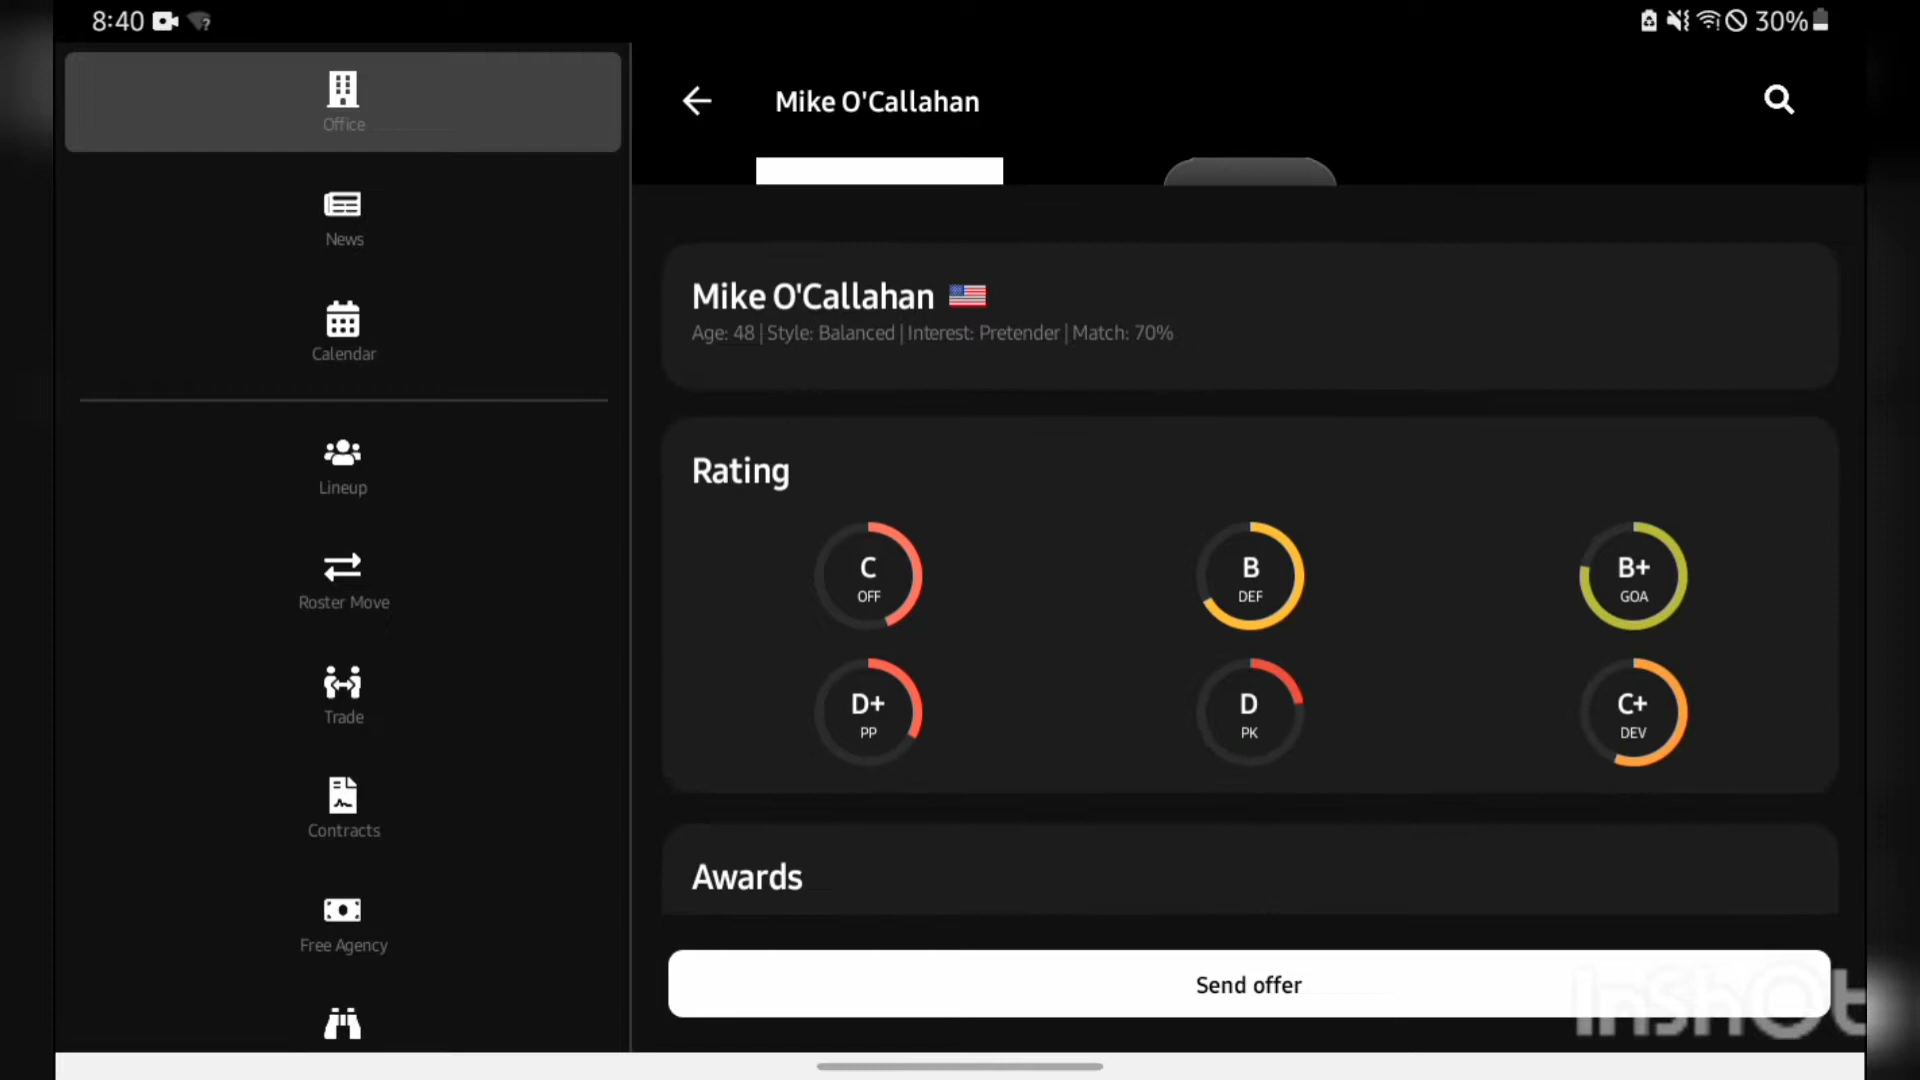 8:40
30%
Office
News
Calendar
Lineup
Roster Move
Trade
Contracts
Free Agency
Mike O'Callahan
Mike O'Callahan
Age: 48 | Style: Balanced | Interest: Pretender | Match: 70%
Rating
C
OFF
B
DEF
B+
GOA
D+
PP
D
PK
C+
DEV
Awards
Send offer
InShOt